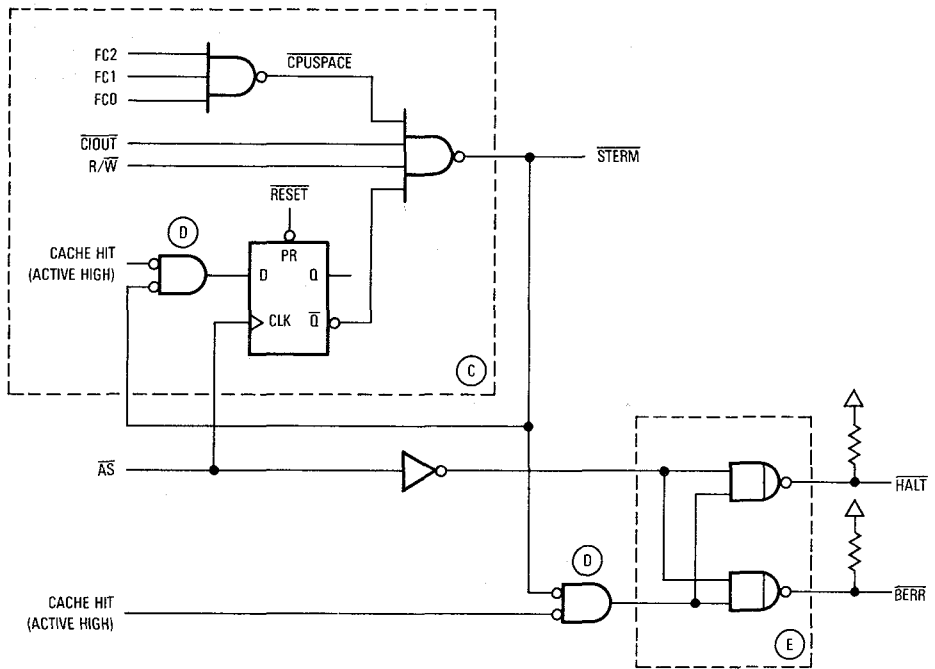 FC2
FC1
FC0
CPUSPACE
CIOUT
R/W
STERM
RESET
D
CACHE HIT
(ACTIVE HIGH)
PR
D
Q
CLK
Q
C
AS
HALT
D
BERR
CACHE HIT
(ACTIVE HIGH)
E